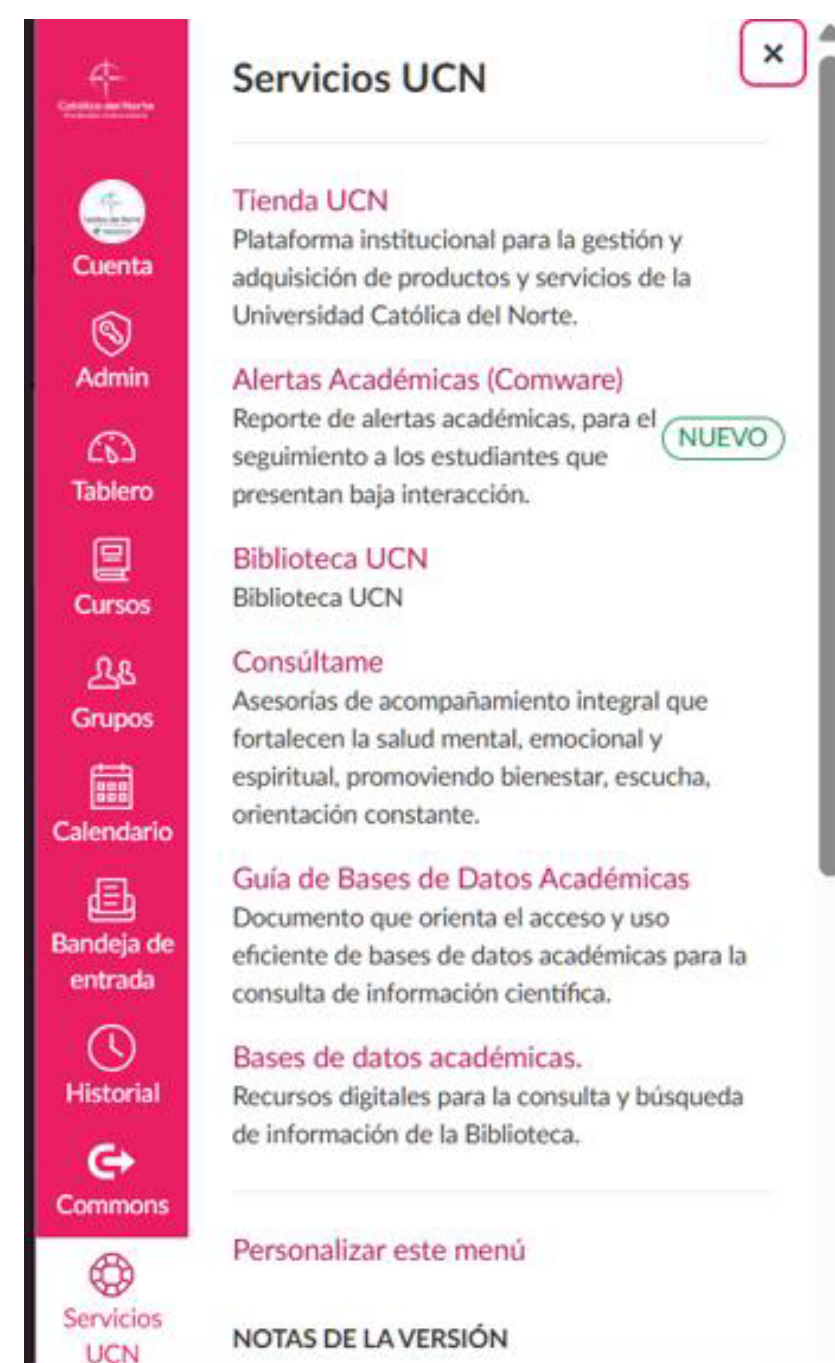 Católica del Norte
Cuenta
Admin
Tablero
Cursos
Grupos
Calendario
Bandeja de
entrada
Historial
Commons
Servicios
UCN
Servicios UCN
×
Tienda UCN
Plataforma institucional para la gestión y
adquisición de productos y servicios de la
Universidad Católica del Norte.
Alertas Académicas (Comware)
Reporte de alertas académicas, para el
seguimiento a los estudiantes que
presentan baja interacción.
NUEVO
Biblioteca UCN
Biblioteca UCN
Consúltame
Asesorías de acompañamiento integral que
fortalecen la salud mental, emocional y
espiritual, promoviendo bienestar, escucha,
orientación constante.
Guía de Bases de Datos Académicas
Documento que orienta el acceso y uso
eficiente de bases de datos académicas para la
consulta de información científica.
Bases de datos académicas.
Recursos digitales para la consulta y búsqueda
de información de la Biblioteca.
Personalizar este menú
NOTAS DE LA VERSIÓN